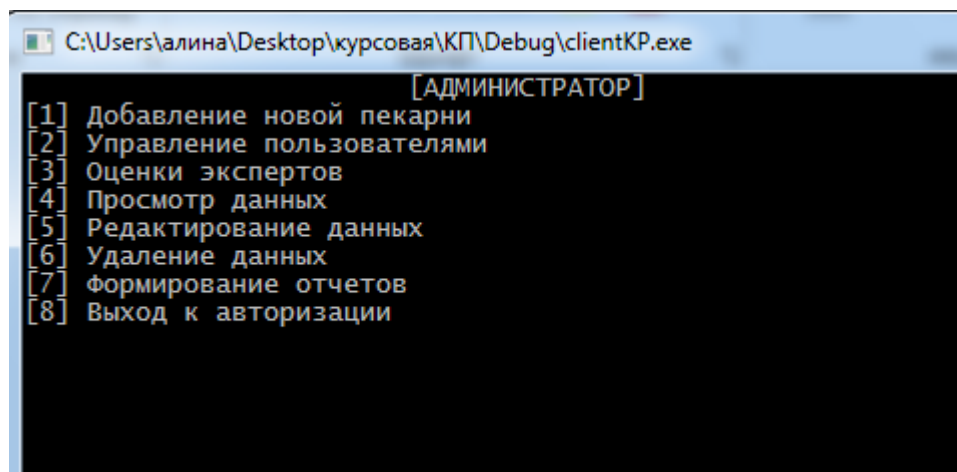 C:\Users\алина\Desktop\курсовая\КП\Debug\clientKP.exe
[АДМИНИСТРАТОР]
[1] Добавление новой пекарни
[2] Управление пользователями
[3] Оценки экспертов
[4] Просмотр данных
[5] Редактирование данных
[6] Удаление данных
[7] Формирование отчетов
[8] Выход к авторизации